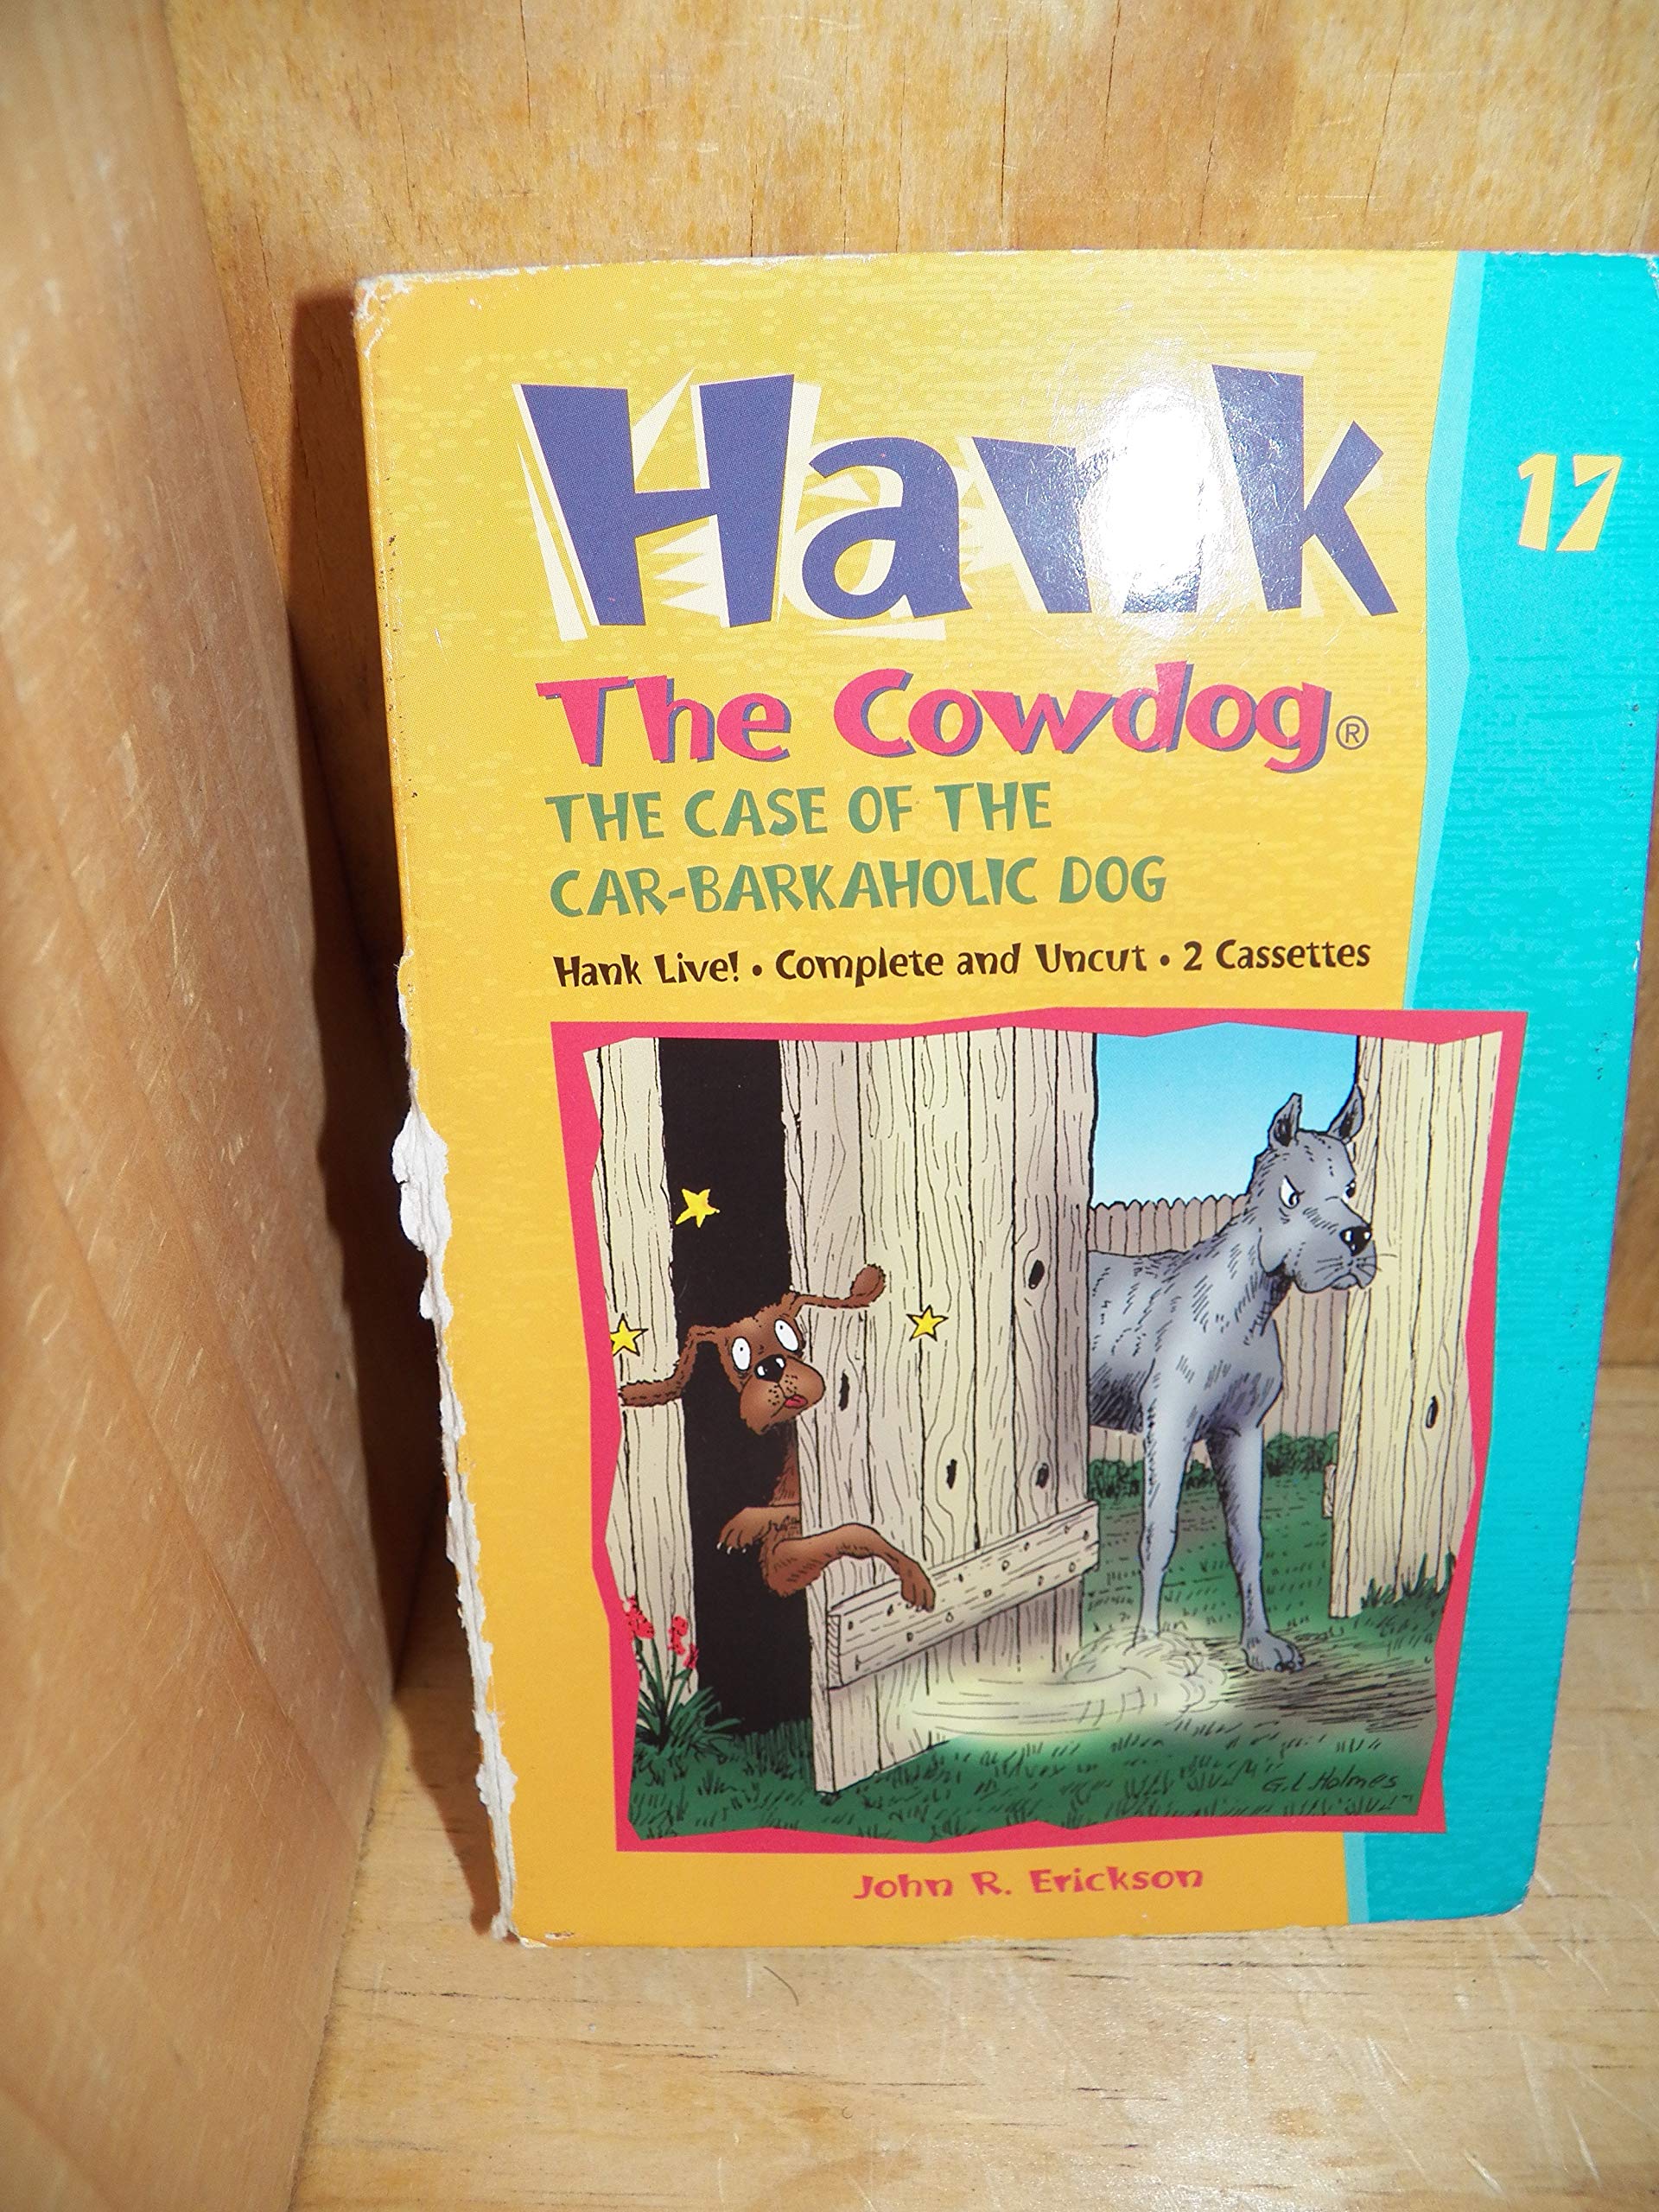 Hank
17
The Cowdog®
THE CASE OF THE
CAR-BARKAHOLIC DOG
Hank Live! • Complete and Uncut • 2 Cassettes
G.L. Holmes
John R. Erickson